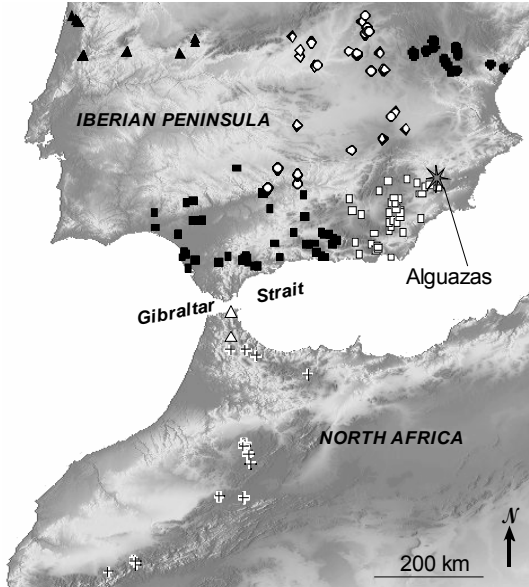 IBERIAN PENINSULA
Alguazas
Gibraltar Strait
NORTH AFRICA
N
200 km